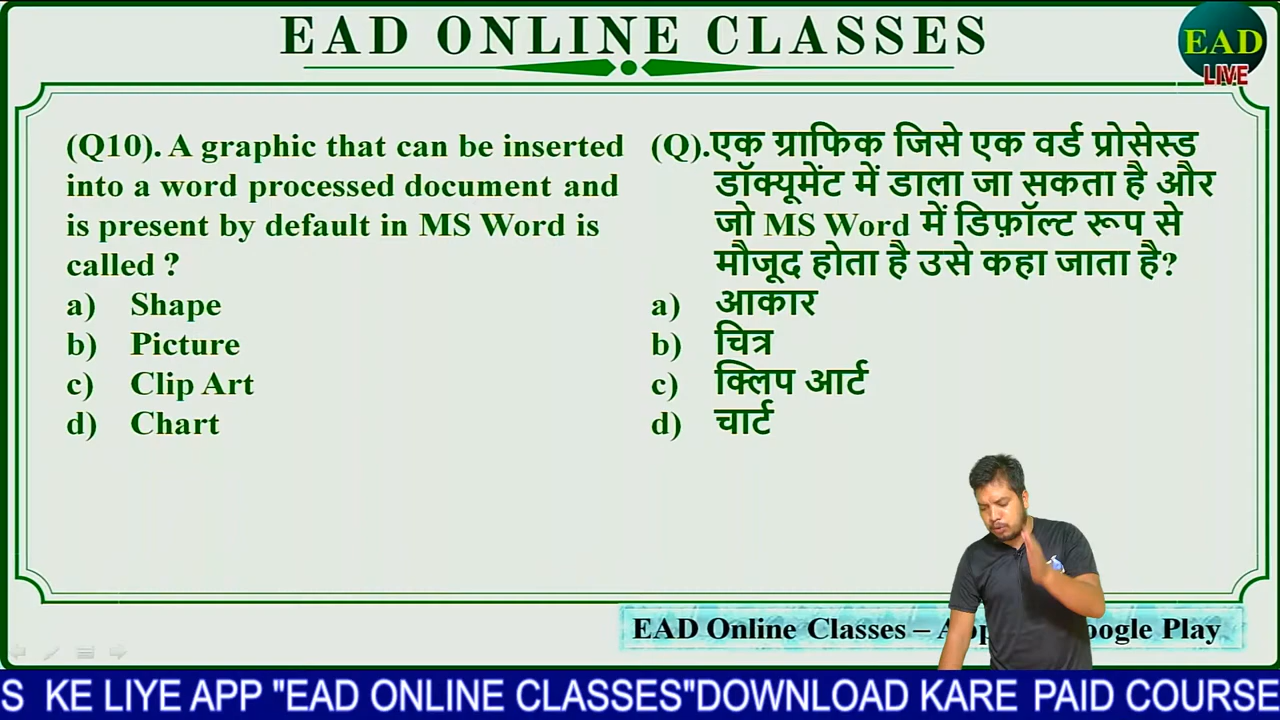 EAD ONLINE CLASSES
EAD
LIVE
(Q10). A graphic that can be inserted
into a word processed document and
is present by default in MS Word is
called ?
a) Shape
b) Picture
c) Clip Art
d) Chart
(Q).एक ग्राफिक जिसे एक वर्ड प्रोसेस्ड
डॉक्यूमेंट में डाला जा सकता है और
जो MS Word में डिफ़ॉल्ट रूप से
मौजूद होता है उसे कहा जाता है?
a) आकार
b) चित्र
c) क्लिप आर्ट
d) चार्ट
EAD Online Classes – Play
S KE LIYE APP "EAD ONLINE CLASSES"DOWNLOAD KARE PAID COURSE